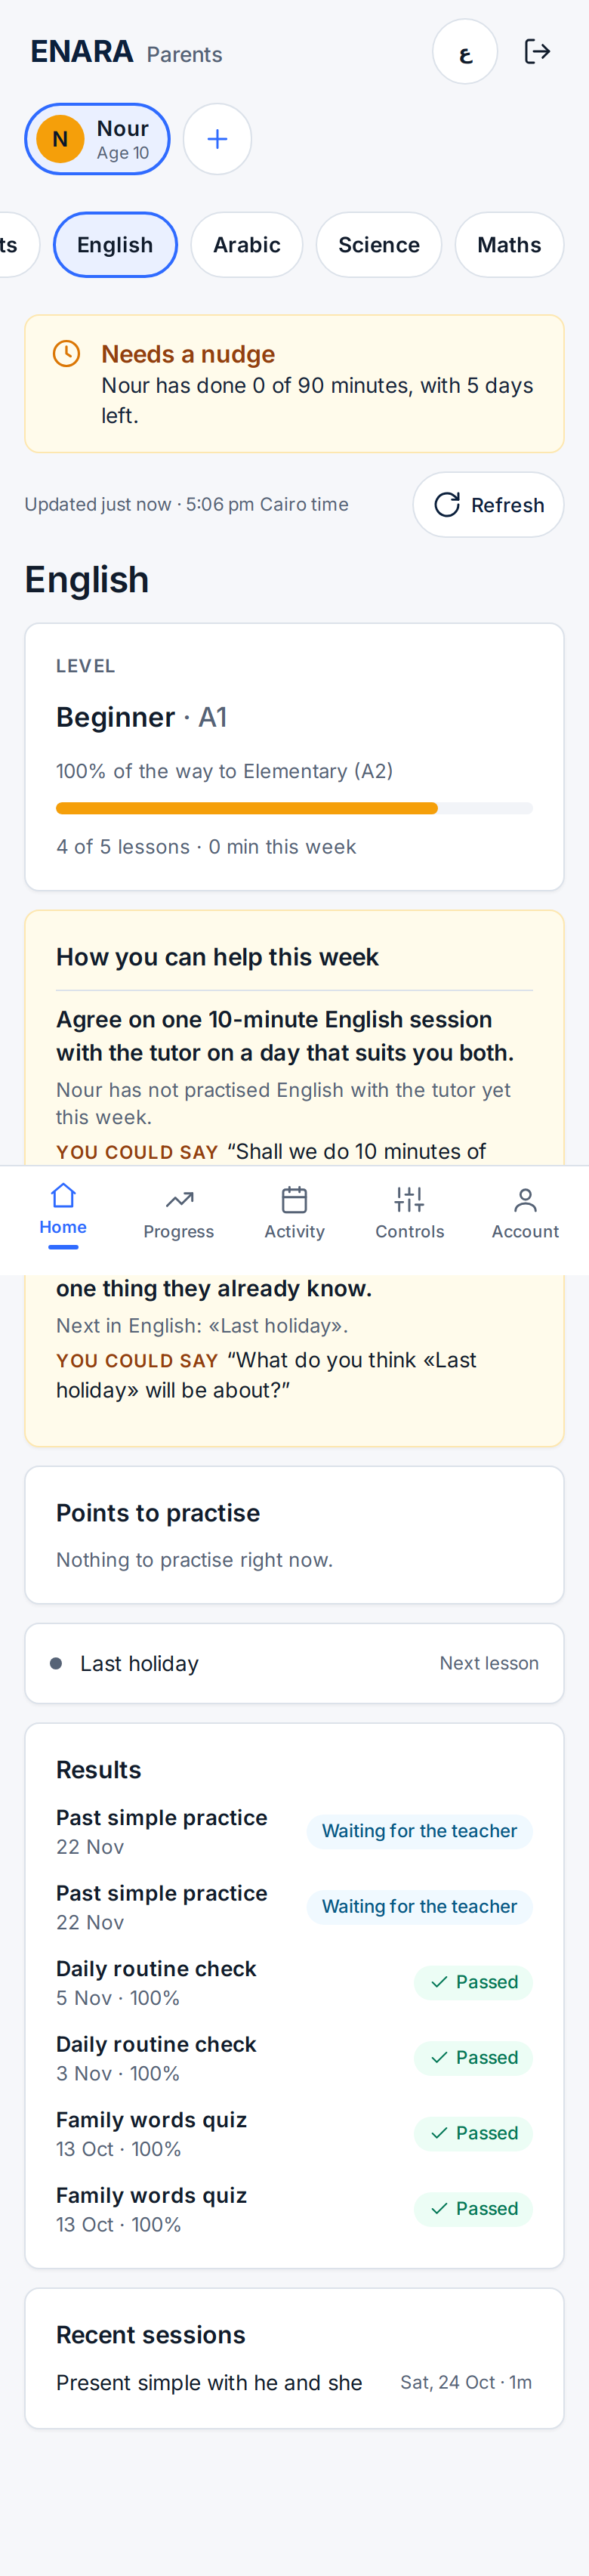 ENARA Parents
ع
N
Nour
Age 10
ts
English
Arabic
Science
Maths
Needs a nudge
Nour has done 0 of 90 minutes, with 5 days
left.
Updated just now · 5:06 pm Cairo time
Refresh
English
LEVEL
Beginner · A1
100% of the way to Elementary (A2)
4 of 5 lessons · 0 min this week
How you can help this week
Agree on one 10-minute English session
with the tutor on a day that suits you both.
Nour has not practised English with the tutor yet
this week.
YOU COULD SAY “Shall we do 10 minutes of
Home
Progress
Activity
Controls
Account
one thing they already know.
Next in English: «Last holiday».
YOU COULD SAY “What do you think «Last
holiday» will be about?”
Points to practise
Nothing to practise right now.
Last holiday
Next lesson
Results
Past simple practice
22 Nov
Waiting for the teacher
Past simple practice
22 Nov
Waiting for the teacher
Daily routine check
5 Nov · 100%
Passed
Daily routine check
3 Nov · 100%
Passed
Family words quiz
13 Oct · 100%
Passed
Family words quiz
13 Oct · 100%
Passed
Recent sessions
Present simple with he and she
Sat, 24 Oct · 1m